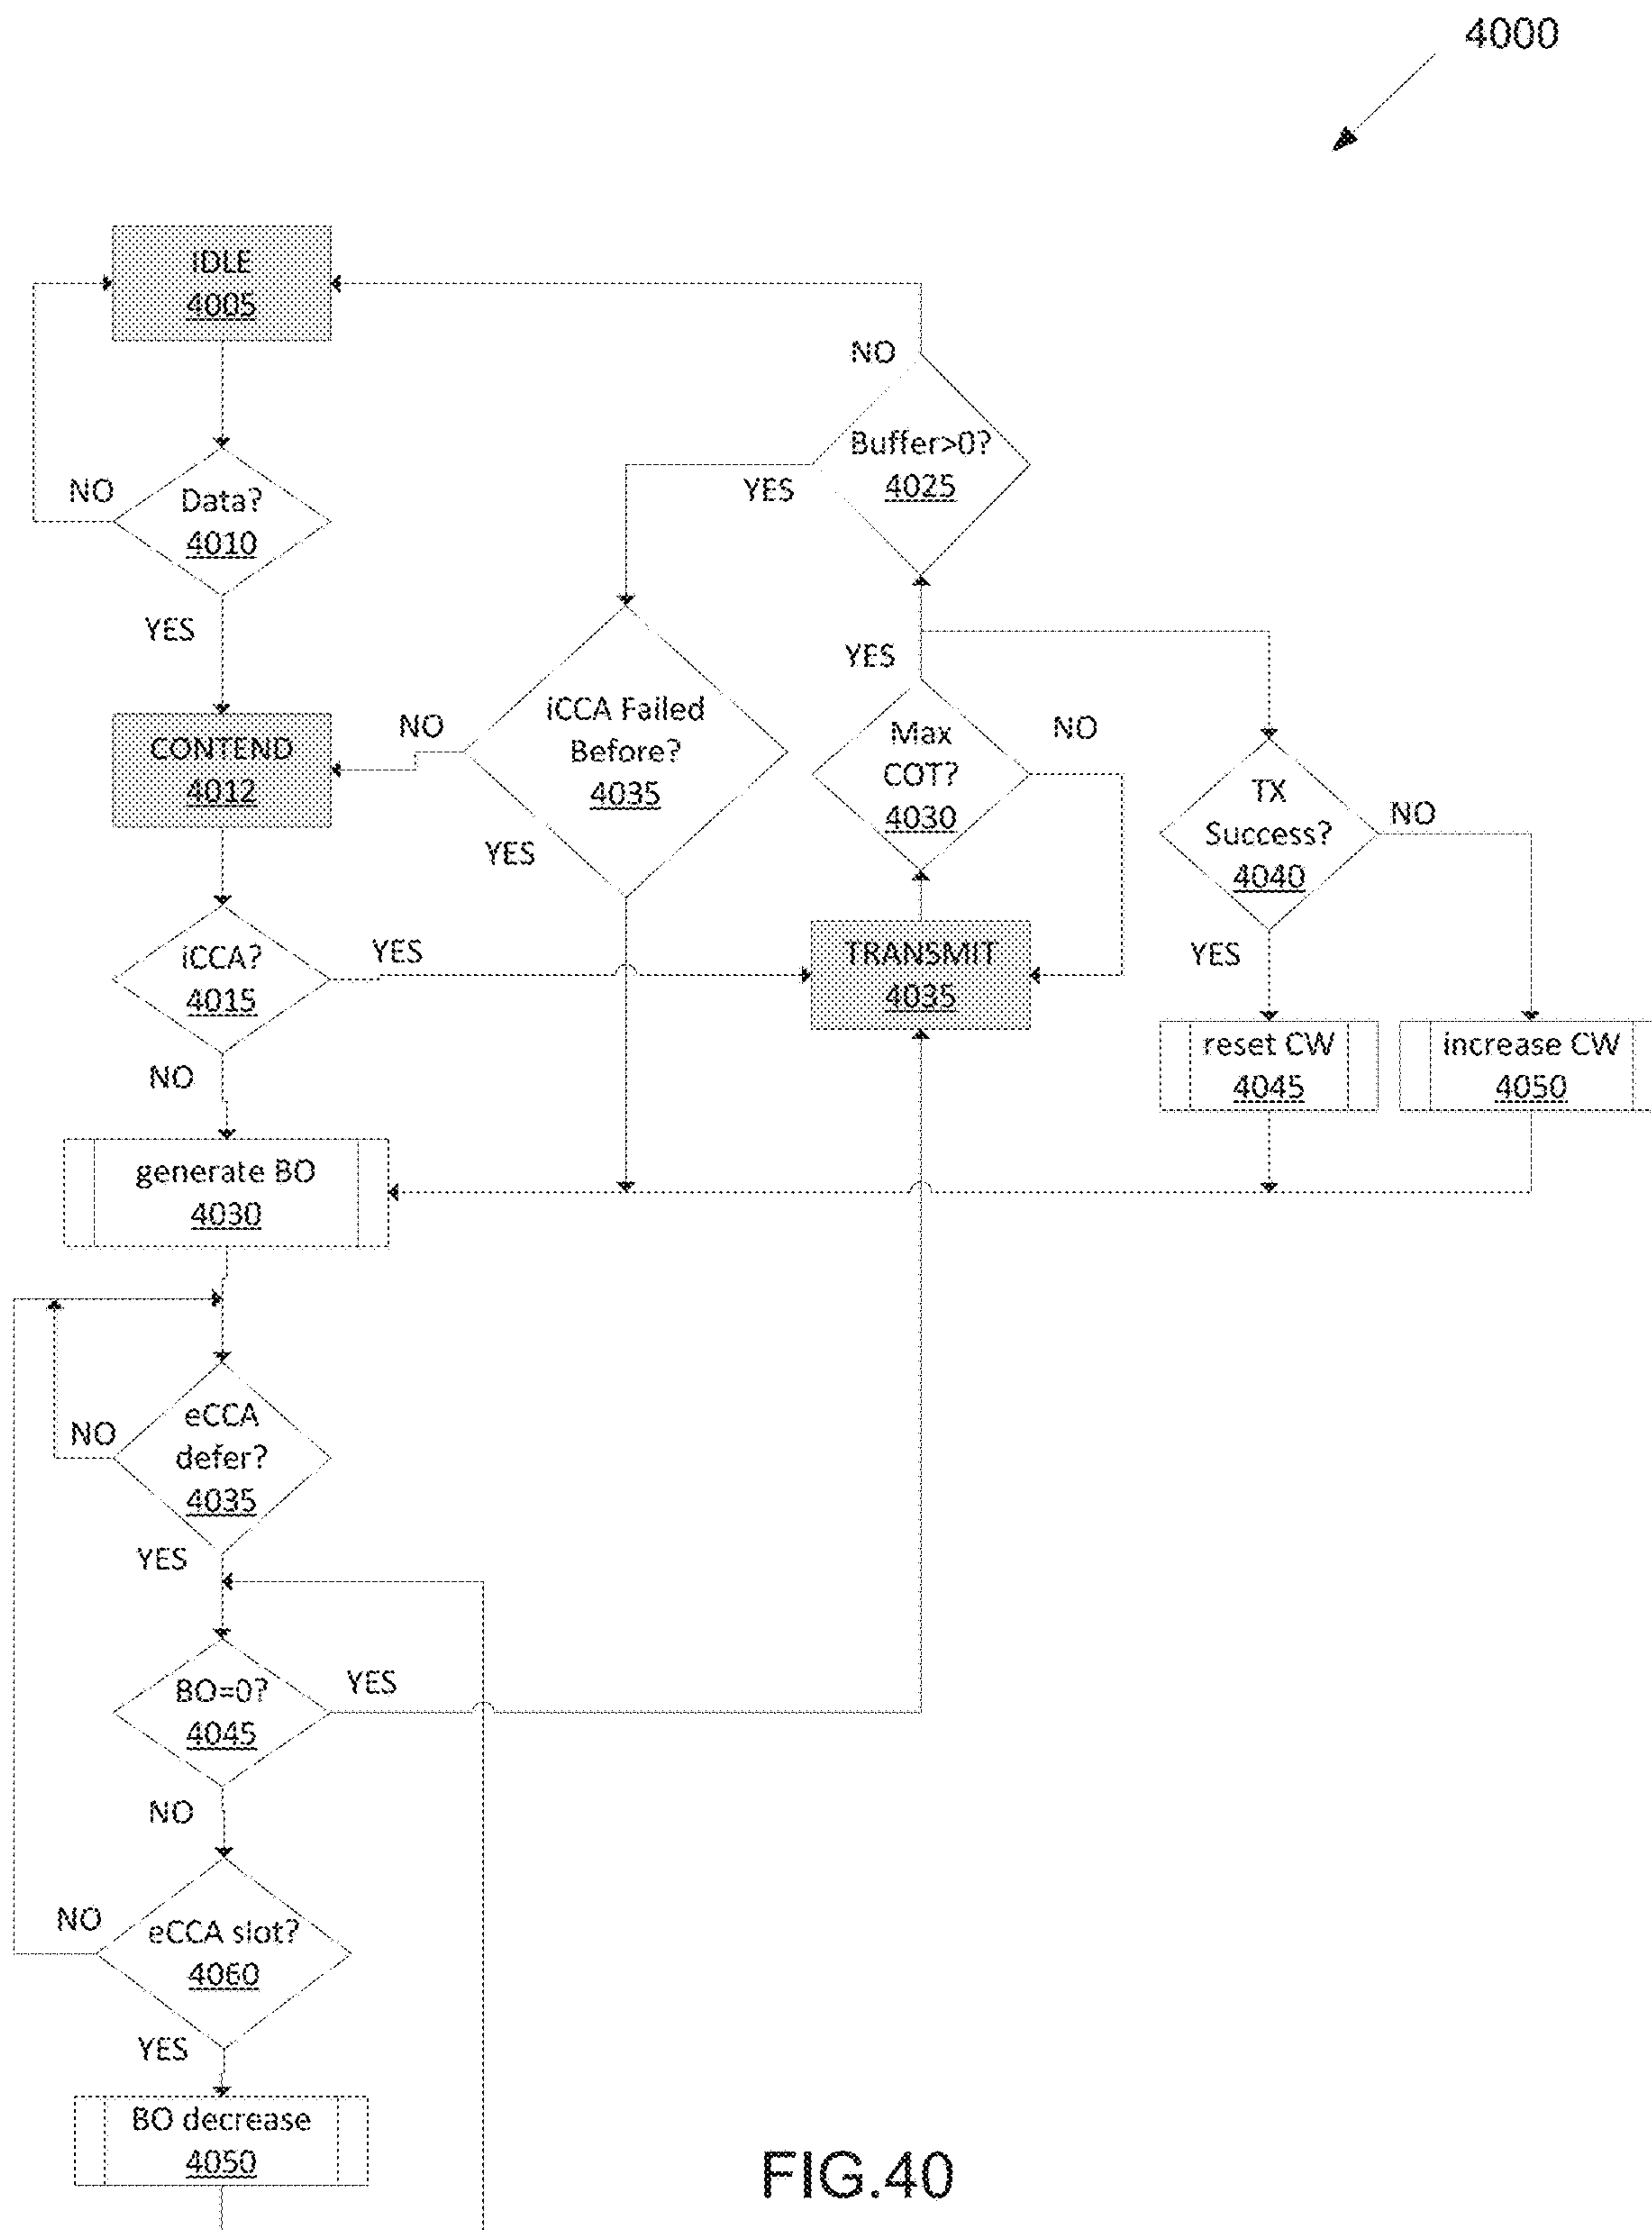 4000
IDLE
4005
NO
Buffer>0?
4025
YES
NO
Data?
4010
YES
YES
iCCA Failed
Before?
4035
NO
YES
Max
COT?
4030
NO
TX
Success?
4040
NO
YES
CONTEND
4012
iCCA?
4015
YES
NO
TRANSMIT
4035
reset CW
4045
increase CW
4050
generate BO
4030
eCCA
defer?
4035
NO
YES
BO=0?
4045
YES
NO
eCCA slot?
4060
NO
YES
BO decrease
4050
FIG.40